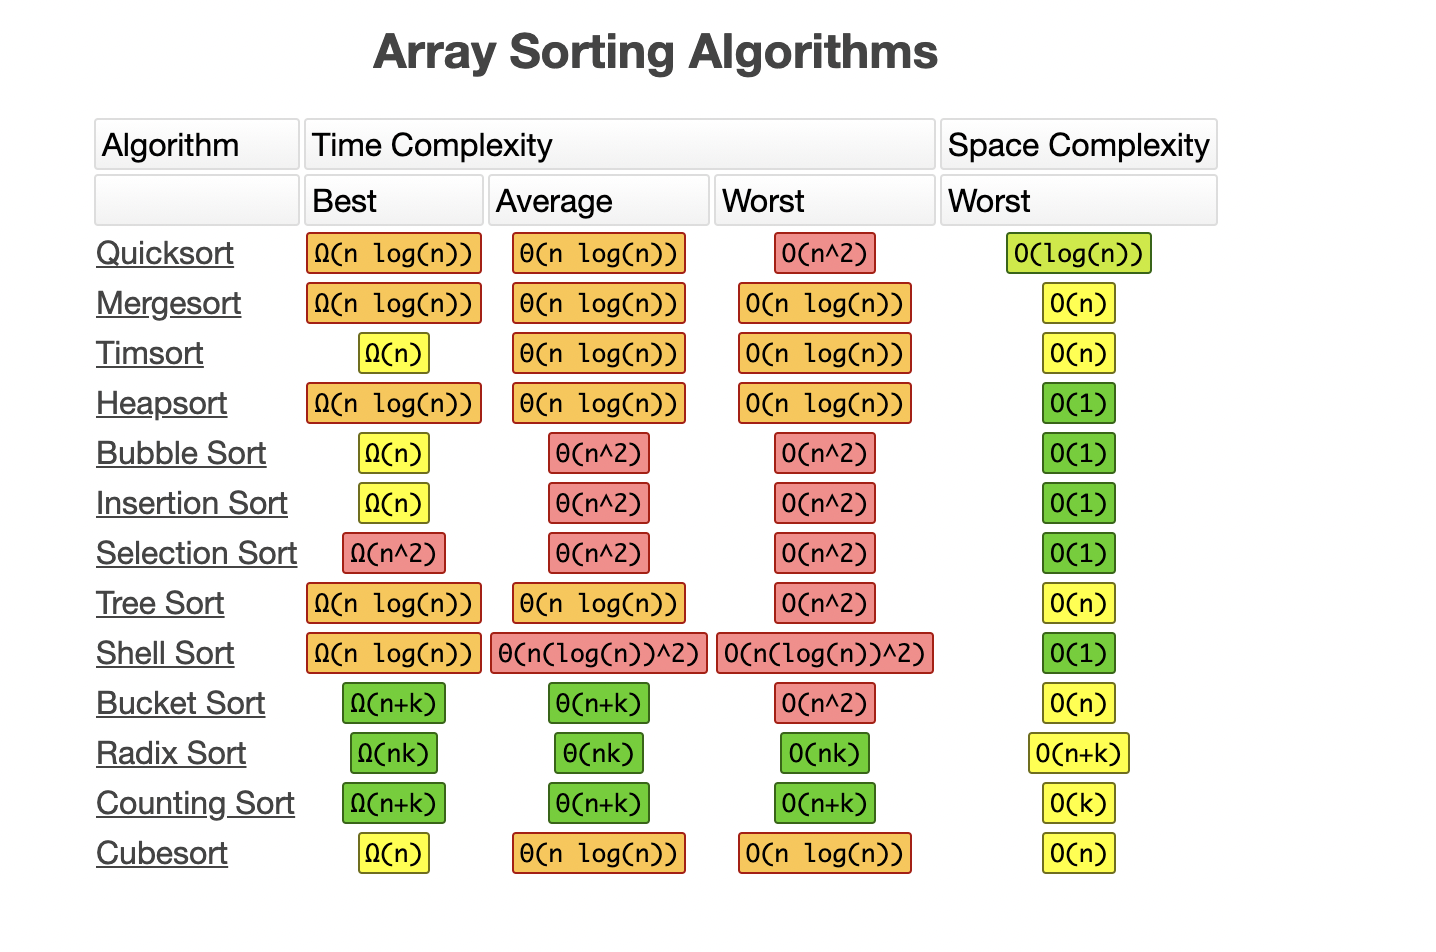 Array Sorting Algorithms
Algorithm Time Complexity Space Complexity
Best Average Worst Worst
Quicksort Ω(n log(n)) Θ(n log(n)) O(n^2) O(log(n))
Mergesort Ω(n log(n)) Θ(n log(n)) O(n log(n)) O(n)
Timsort Ω(n) Θ(n log(n)) O(n log(n)) O(n)
Heapsort Ω(n log(n)) Θ(n log(n)) O(n log(n)) O(1)
Bubble Sort Ω(n) Θ(n^2) O(n^2) O(1)
Insertion Sort Ω(n) Θ(n^2) O(n^2) O(1)
Selection Sort Ω(n^2) Θ(n^2) O(n^2) O(1)
Tree Sort Ω(n log(n)) Θ(n log(n)) O(n^2) O(n)
Shell Sort Ω(n log(n)) Θ(n(log(n))^2) O(n(log(n))^2) O(1)
Bucket Sort Ω(n+k) Θ(n+k) O(n^2) O(n)
Radix Sort Ω(nk) Θ(nk) O(nk) O(n+k)
Counting Sort Ω(n+k) Θ(n+k) O(n+k) O(k)
Cubesort Ω(n) Θ(n log(n)) O(n log(n)) O(n)